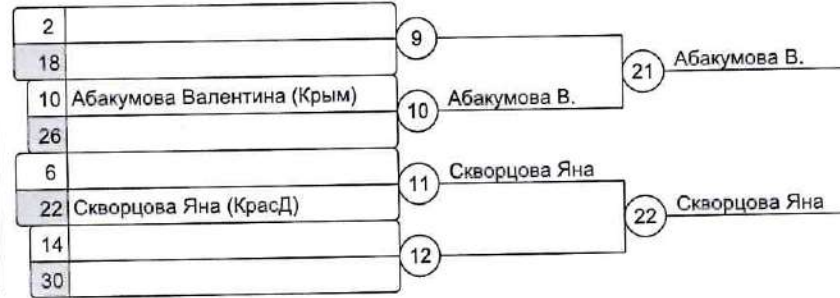 2
9
18
21 Абакумова В.
10 Абакумова Валентина (Крым)
10 Абакумова В.
26
6
11 Скворцова Яна
22 Скворцова Яна (КрасД)
22 Скворцова Яна
14
12
30